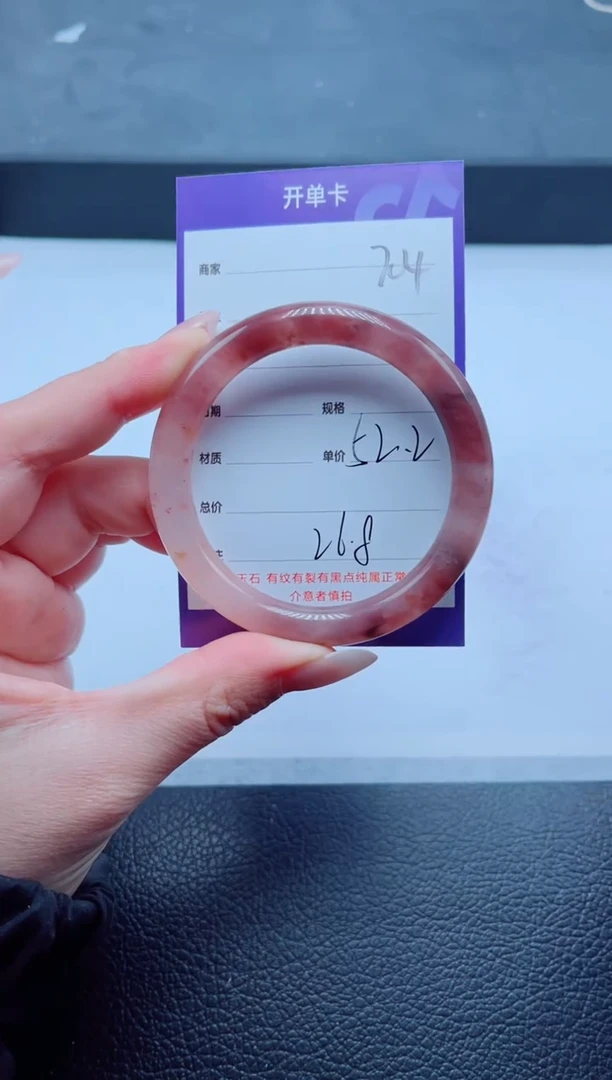 开单卡
商家
期 规格
材质 单价 52.2
总价
26.8
玉石 有纹有裂有黑点纯属正常
介意者慎拍